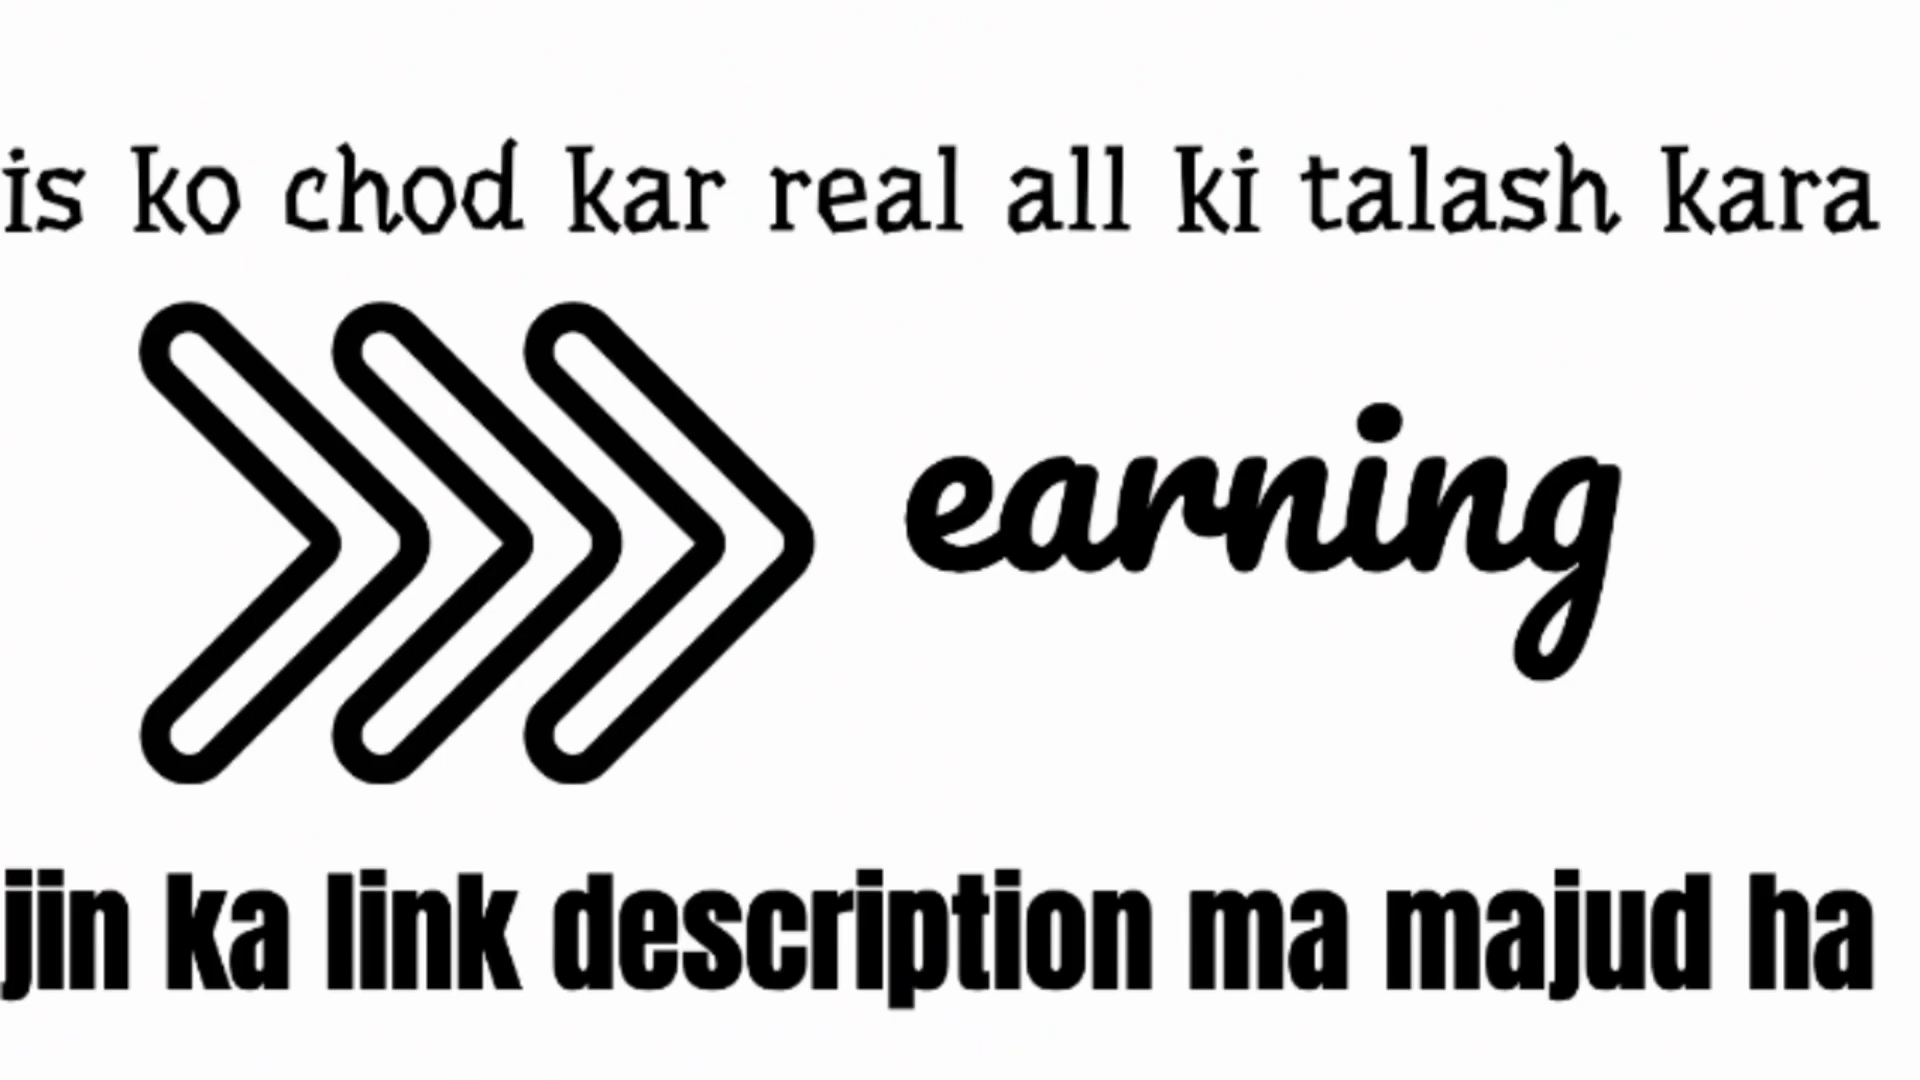 is ko chod kar real all ki talash kara
earning
jin ka link description ma majud ha